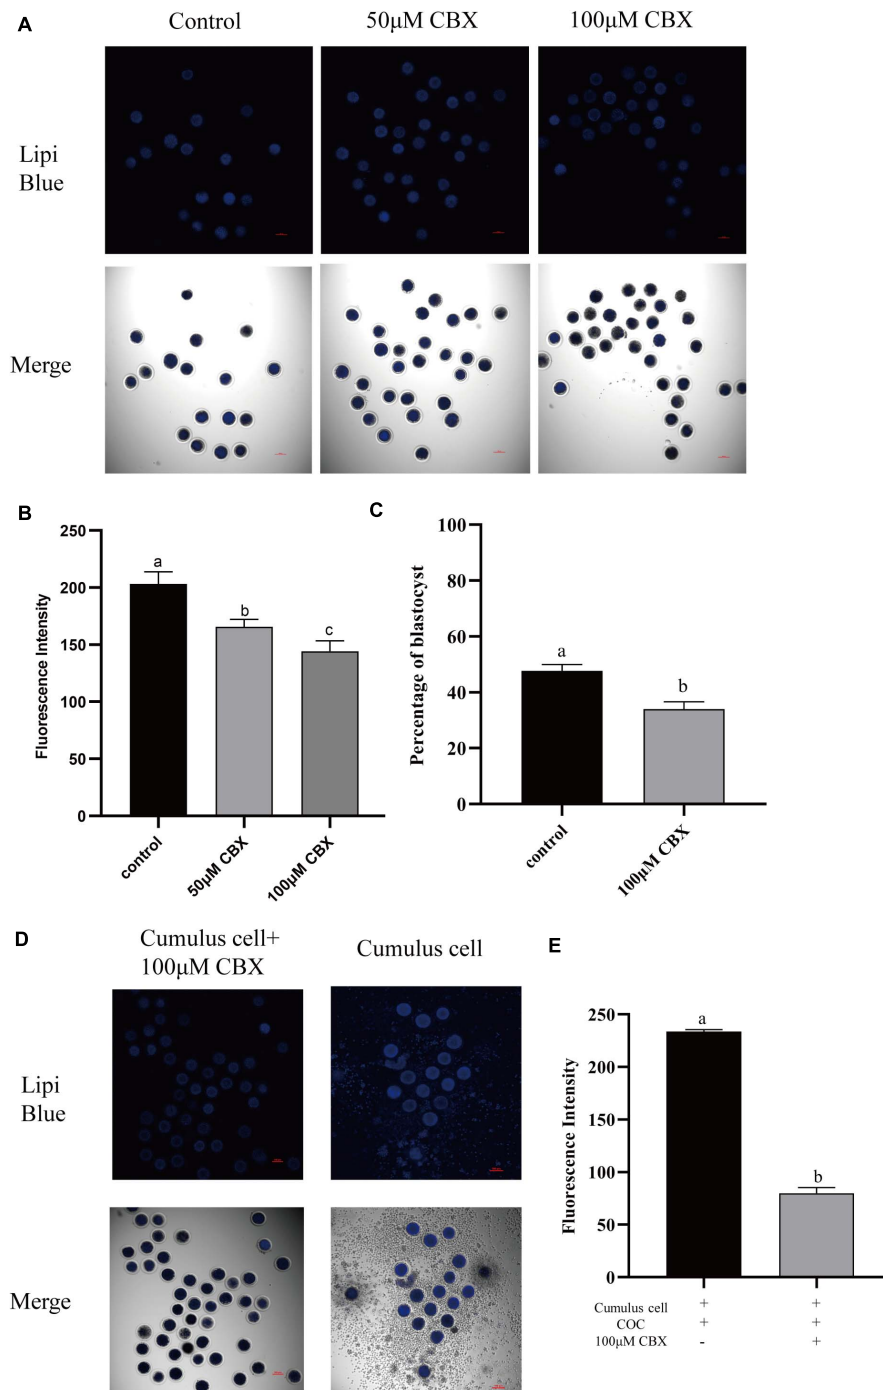 A
Control
50μM CBX
100μM CBX
Lipi
Blue
Merge
B
Fluorescence Intensity
250
200
150
100
50
0
a
b
c
control
50μM CBX
100μM CBX
C
Percentage of blastocyst
100
80
60
40
20
0
a
b
control
100μM CBX
D
Cumulus cell+
100μM CBX
Cumulus cell
Lipi
Blue
Merge
E
Fluorescence Intensity
250
200
150
100
50
0
a
b
Cumulus cell + +
COC + +
100μM CBX - +